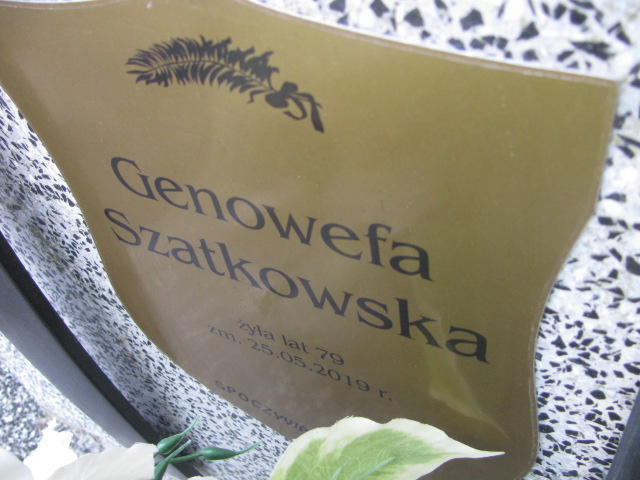 Genowefa
Szatkowska
żyła lat 79
zm. 25.05.2019 r.